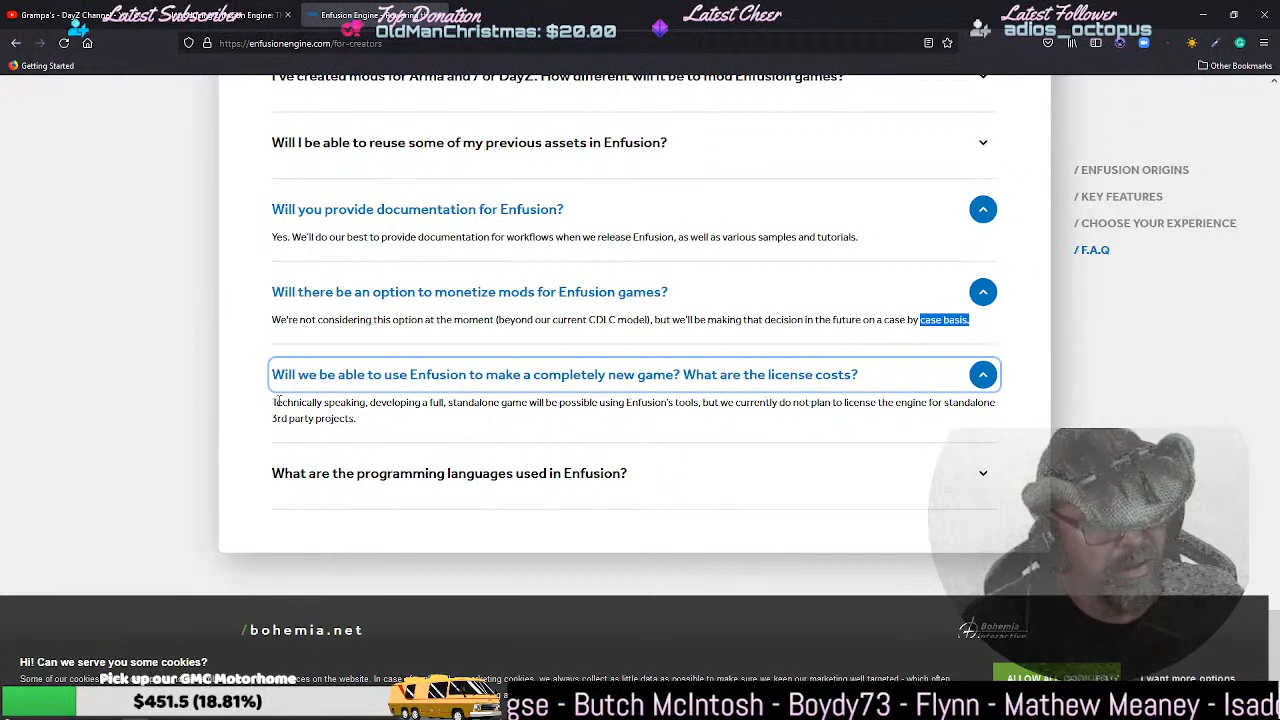 Latest Subscriber
Top Donation
Latest Cheer
Latest Follower
OldManChristmas: $20.00
adios_octopus
https://enfusionengine.com/for-creators
Getting Started
Other Bookmarks
I've created mods for Arma and / or DayZ. How different will it be to mod Enfusion games?
Will I be able to reuse some of my previous assets in Enfusion?
Will you provide documentation for Enfusion?
Yes. We'll do our best to provide documentation for workflows when we release Enfusion, as well as various samples and tutorials.
Will there be an option to monetize mods for Enfusion games?
We're not considering this option at the moment (beyond our current CDLC model), but we'll be making that decision in the future on a case by case basis.
Will we be able to use Enfusion to make a completely new game? What are the license costs?
Technically speaking, developing a full, standalone game will be possible using Enfusion's tools, but we currently do not plan to license the engine for standalone
3rd party projects.
What are the programming languages used in Enfusion?
/ ENFUSION ORIGINS
/ KEY FEATURES
/ CHOOSE YOUR EXPERIENCE
/ F.A.Q
/bohemia.net
Bohemia
Interactive
Hi! Can we serve you some cookies?
Pick up our GMC Motorhome
$451.5 (18.81%)
gse - Butch McIntosh - Boydy73 - Flynn - Mathew Meaney - Isad